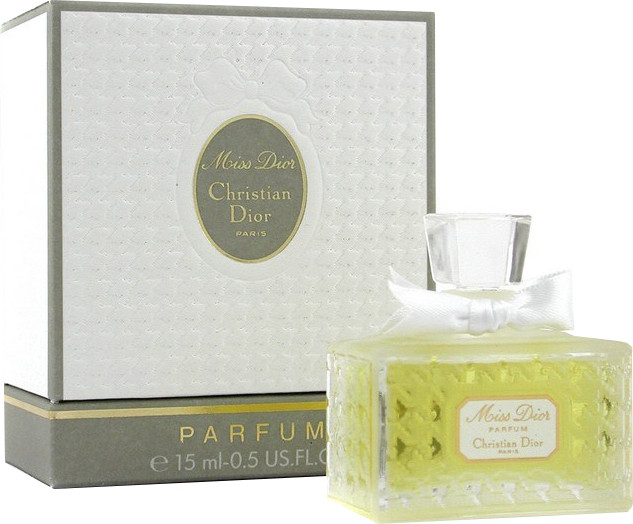 Miss Dior
Christian
Dior
PARIS
PARFUM
℮ 15 ml-0.5 US.FL.
Miss Dior
PARFUM
Christian Dior
PARIS